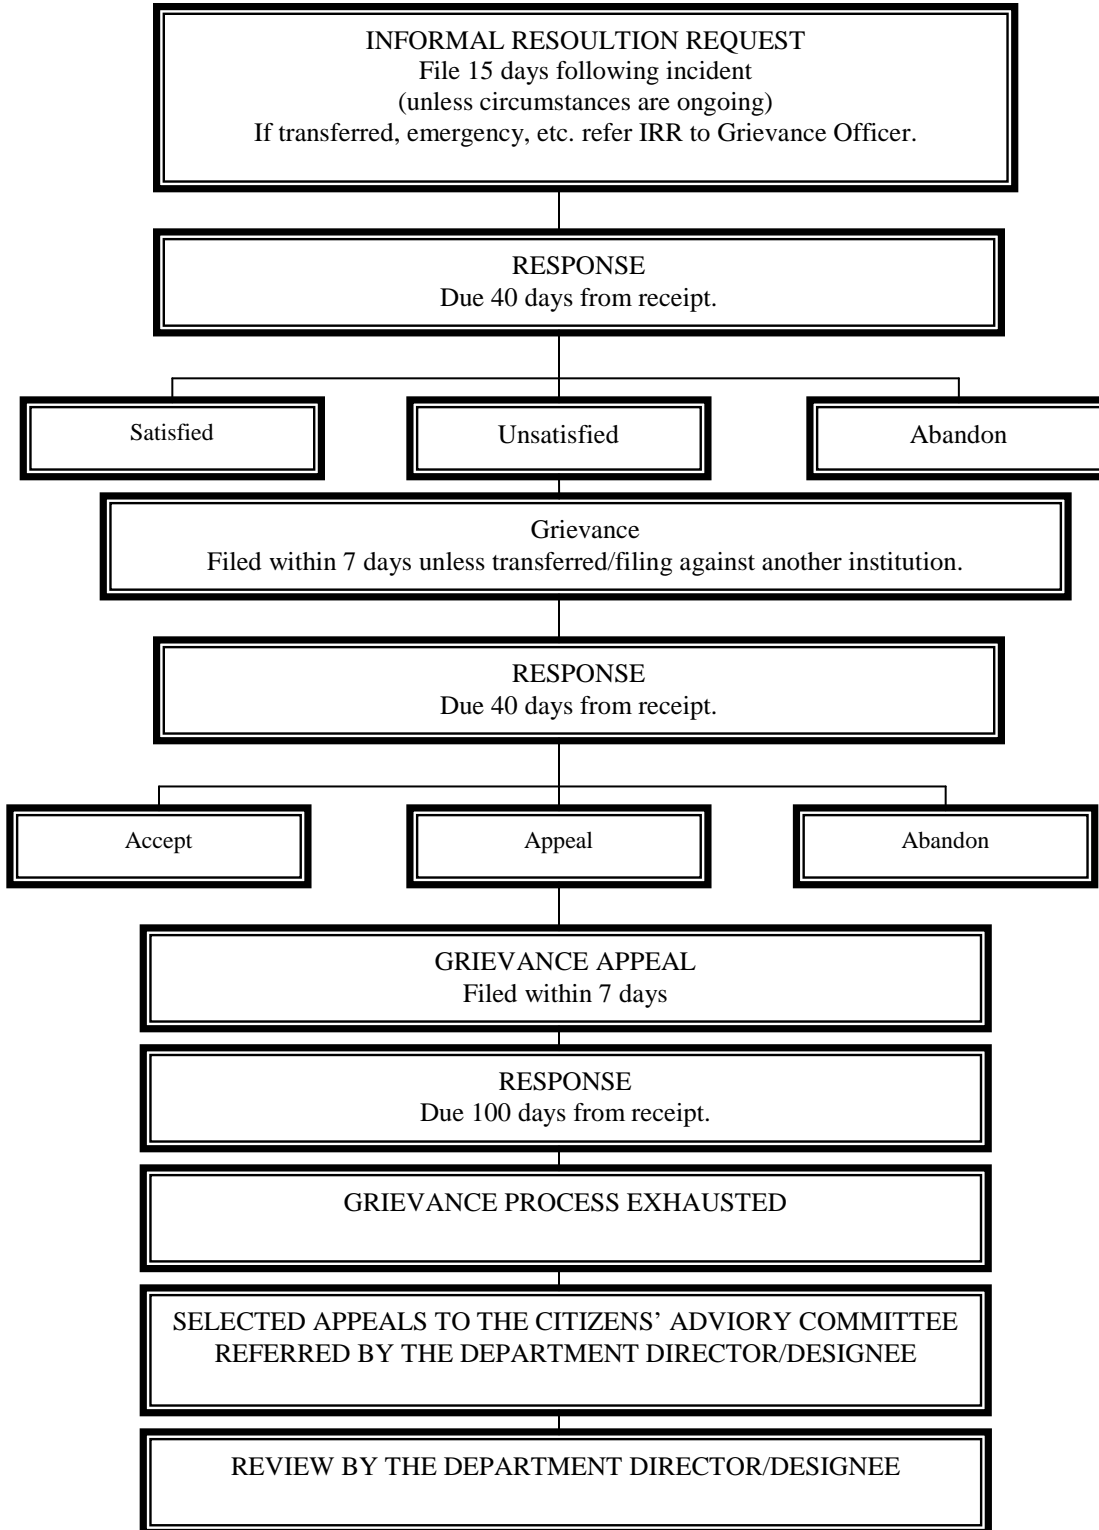 INFORMAL RESOULTION REQUEST
File 15 days following incident
(unless circumstances are ongoing)
If transferred, emergency, etc. refer IRR to Grievance Officer.
RESPONSE
Due 40 days from receipt.
Satisfied
Unsatisfied
Abandon
Grievance
Filed within 7 days unless transferred/filing against another institution.
RESPONSE
Due 40 days from receipt.
Accept
Appeal
Abandon
GRIEVANCE APPEAL
Filed within 7 days
RESPONSE
Due 100 days from receipt.
GRIEVANCE PROCESS EXHAUSTED
SELECTED APPEALS TO THE CITIZENS’ ADVIORY COMMITTEE
REFERRED BY THE DEPARTMENT DIRECTOR/DESIGNEE
REVIEW BY THE DEPARTMENT DIRECTOR/DESIGNEE